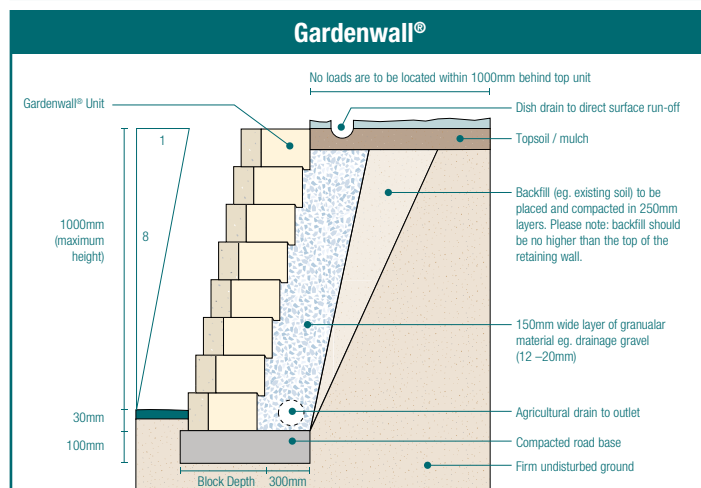 Gardenwall®
No loads are to be located within 1000mm behind top unit
Gardenwall® Unit
Dish drain to direct surface run-off
Topsoil / mulch
1
8
1000mm
(maximum
height)
Backfill (eg. existing soil) to be
placed and compacted in 250mm
layers. Please note: backfill should
be no higher than the top of the
retaining wall.
150mm wide layer of granualar
material eg. drainage gravel
(12 –20mm)
30mm
Agricultural drain to outlet
100mm
Compacted road base
Firm undisturbed ground
Block Depth
300mm